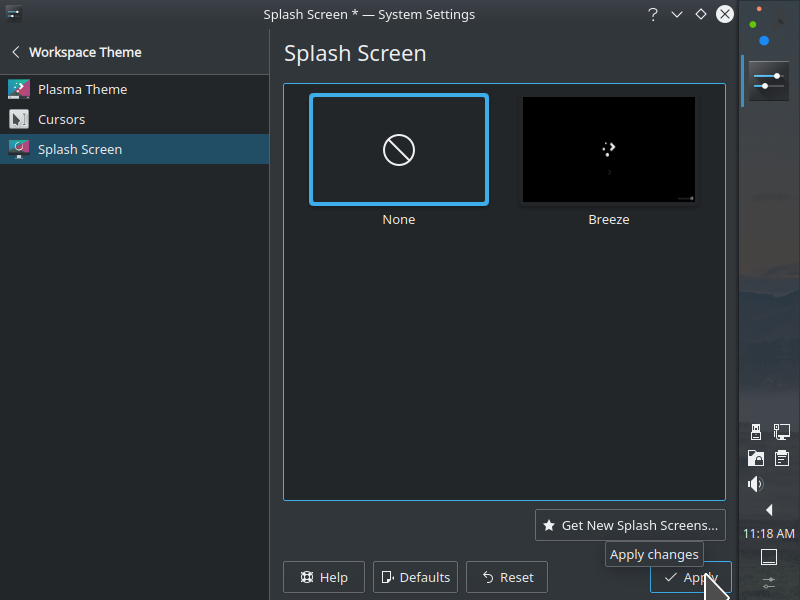 Splash Screen * — System Settings
?
Workspace Theme
Splash Screen
Plasma Theme
Cursors
Splash Screen
None
Breeze
Get New Splash Screens...
Apply changes
Help
Defaults
Reset
Apply
11:18 AM